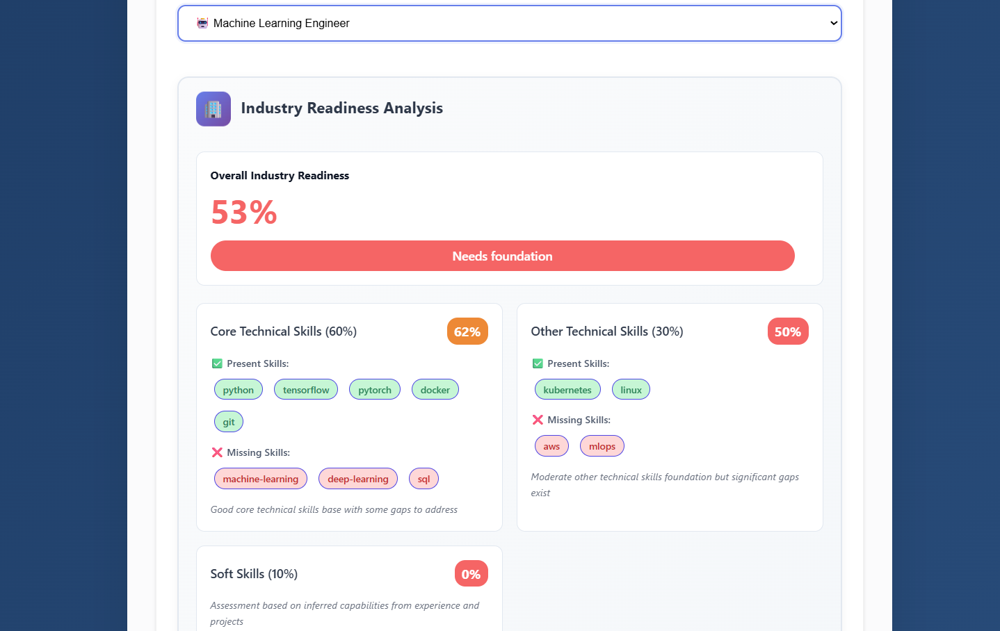 Machine Learning Engineer
Industry Readiness Analysis
Overall Industry Readiness
53%
Needs foundation
Core Technical Skills (60%)
62%
Present Skills:
python
tensorflow
pytorch
docker
git
Missing Skills:
machine-learning
deep-learning
sql
Good core technical skills base with some gaps to address
Other Technical Skills (30%)
50%
Present Skills:
kubernetes
linux
Missing Skills:
aws
mlops
Moderate other technical skills foundation but significant gaps
exist
Soft Skills (10%)
0%
Assessment based on inferred capabilities from experience and
projects